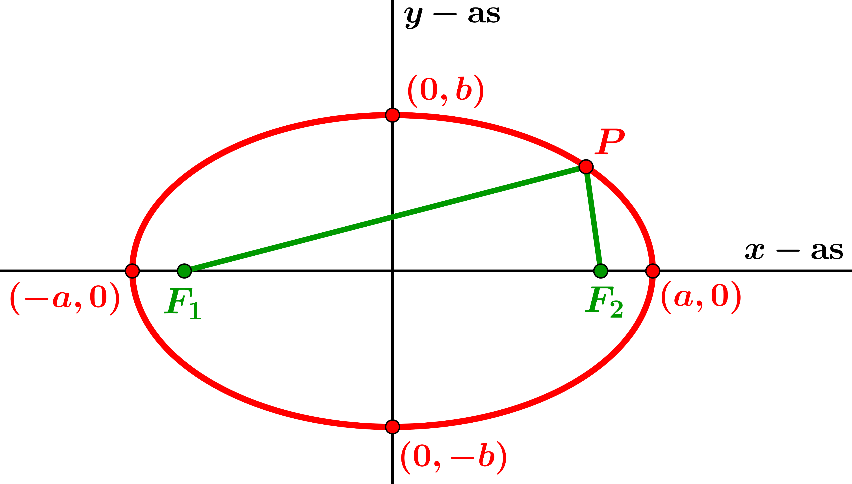 y − as
(0, b)
P
x − as
(−a, 0)
F₁
F₂
(a, 0)
(0, −b)